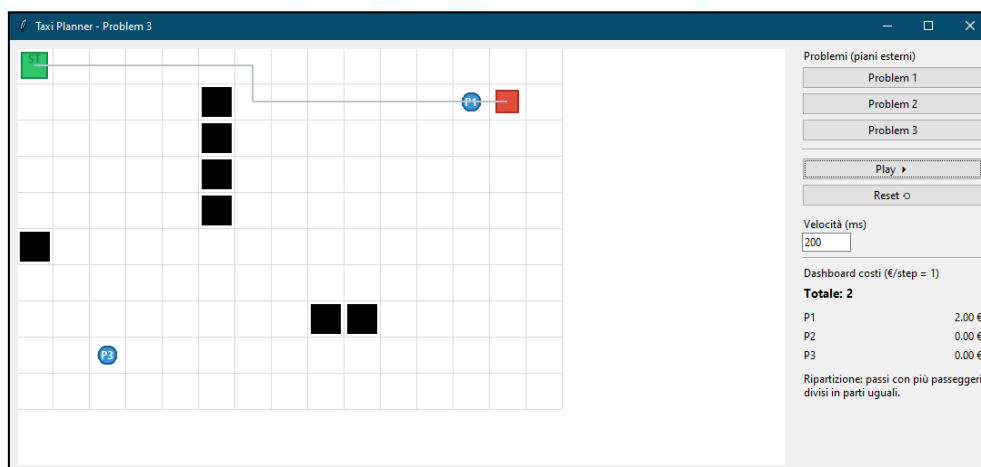 Taxi Planner - Problem 3
ST
P1
P3
Problemi (piani esterni)
Problem 1
Problem 2
Problem 3
Play ▸
Reset ⟲
Velocità (ms)
200
Dashboard costi (€/step = 1)
Totale: 2
P1 2.00 €
P2 0.00 €
P3 0.00 €
Ripartizione: passi con più passeggeri
divisi in parti uguali.